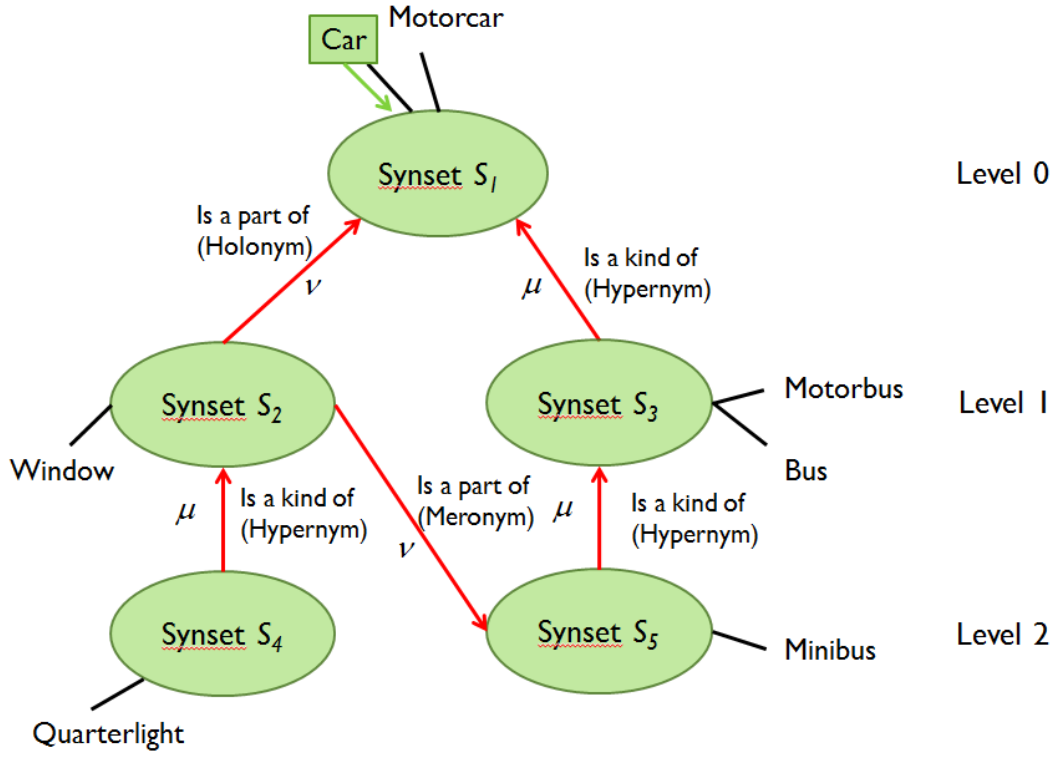 Motorcar
Car
Synset S1
Level 0
Is a part of
(Holonym)
ν
Is a kind of
(Hypernym)
μ
Synset S2
Synset S3
Motorbus
Level 1
Window
Bus
Is a kind of
(Hypernym)
μ
Is a part of
(Meronym)
ν
Is a kind of
(Hypernym)
μ
Synset S4
Synset S5
Level 2
Minibus
Quarterlight